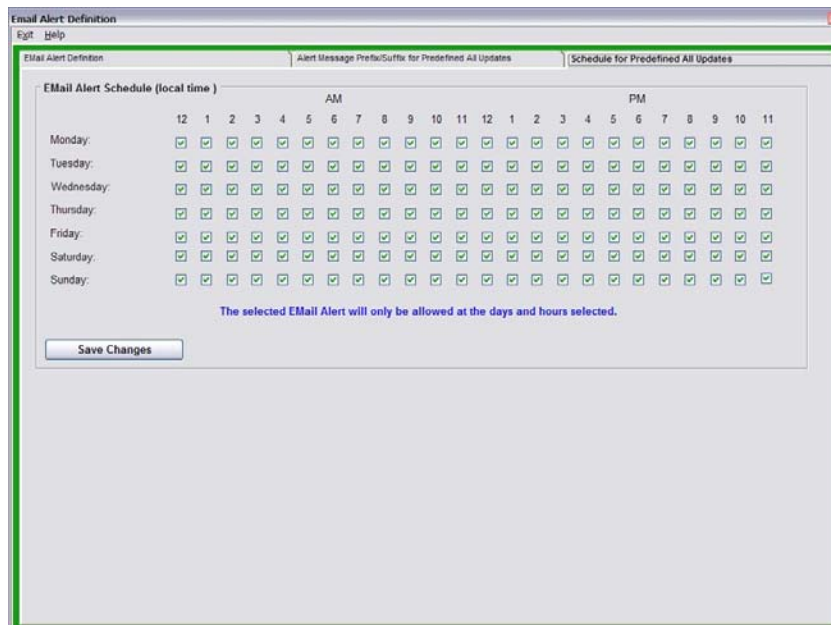 Email Alert Definition
Exit Help
EMail Alert Definition Alert Message Prefix/Suffix for Predefined All Updates Schedule for Predefined All Updates
EMail Alert Schedule (local time )
AM PM
12 1 2 3 4 5 6 7 8 9 10 11 12 1 2 3 4 5 6 7 8 9 10 11
Monday:
Tuesday:
Wednesday:
Thursday:
Friday:
Saturday:
Sunday:
The selected EMail Alert will only be allowed at the days and hours selected.
Save Changes